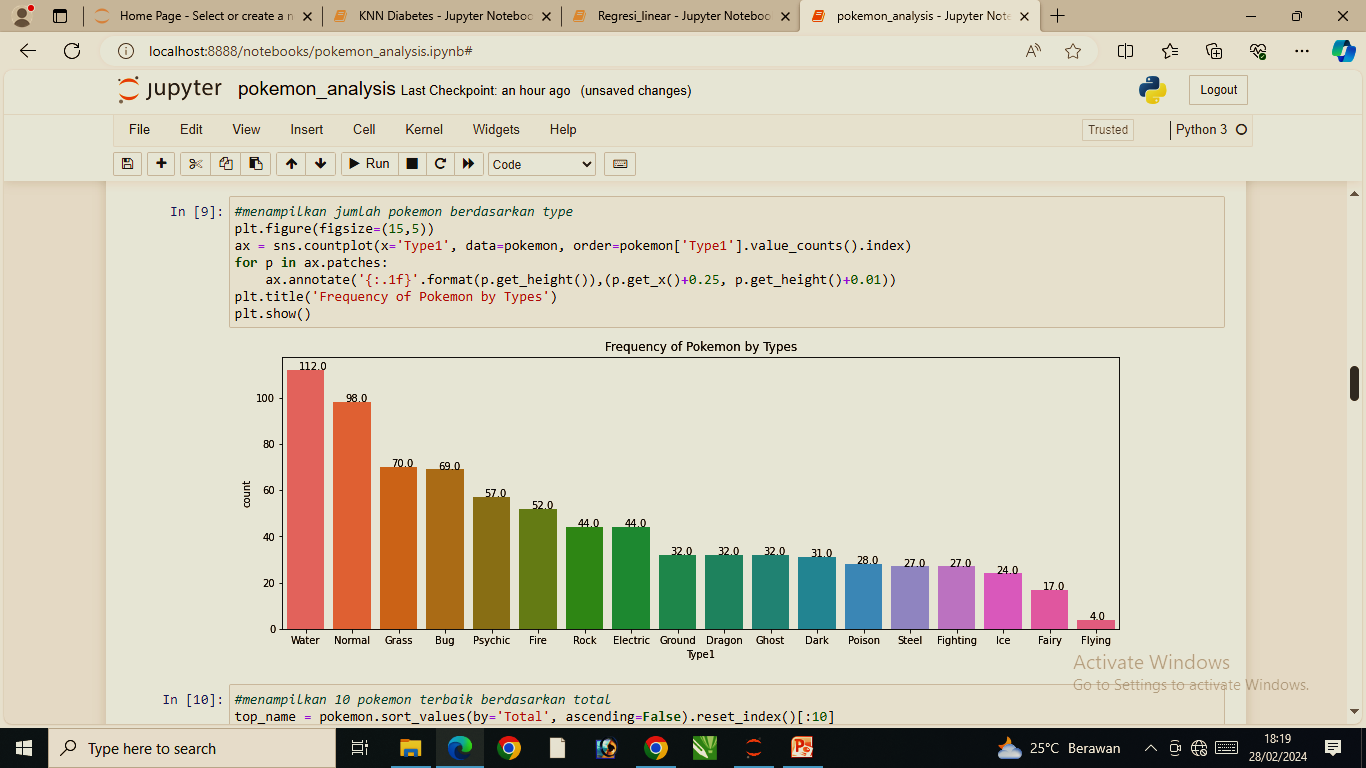 Home Page - Select or create a n
KNN Diabetes - Jupyter Noteboo
Regresi_linear - Jupyter Noteboo
pokemon_analysis - Jupyter Note
localhost:8888/notebooks/pokemon_analysis.ipynb#
jupyter pokemon_analysis Last Checkpoint: an hour ago (unsaved changes)
Logout
File Edit View Insert Cell Kernel Widgets Help
Trusted
Python 3
Run
Code
In [9]:
#menampilkan jumlah pokemon berdasarkan type
plt.figure(figsize=(15,5))
ax = sns.countplot(x='Type1', data=pokemon, order=pokemon['Type1'].value_counts().index)
for p in ax.patches:
    ax.annotate('{:.1f}'.format(p.get_height()),(p.get_x()+0.25, p.get_height()+0.01))
plt.title('Frequency of Pokemon by Types')
plt.show()
Frequency of Pokemon by Types
112.0 98.0 70.0 69.0 57.0 52.0 44.0 44.0 32.0 32.0 32.0 31.0 28.0 27.0 27.0 24.0 17.0 4.0
100
80
60
40
20
0
count
Water Normal Grass Bug Psychic Fire Rock Electric Ground Dragon Ghost Dark Poison Steel Fighting Ice Fairy Flying
Type1
Activate Windows
Go to Settings to activate Windows.
In [10]:
#menampilkan 10 pokemon terbaik berdasarkan total
top_name = pokemon.sort_values(by='Total', ascending=False).reset_index()[:10]
Type here to search
25°C Berawan
18:19
28/02/2024